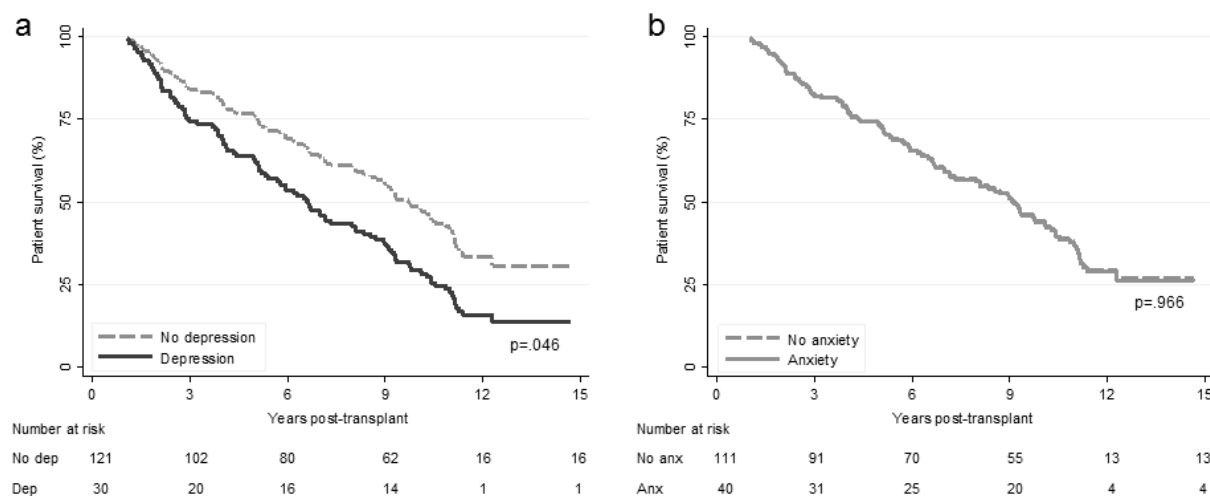 a
Patient survival (%)
100
75
50
25
0
No depression
Depression
p=.046
0 3 6 9 12 15
Years post-transplant
Number at risk
No dep 121 102 80 62 16 16
Dep 30 20 16 14 1 1
b
Patient survival (%)
100
75
50
25
0
No anxiety
Anxiety
p=.966
0 3 6 9 12 15
Years post-transplant
Number at risk
No anx 111 91 70 55 13 13
Anx 40 31 25 20 4 4